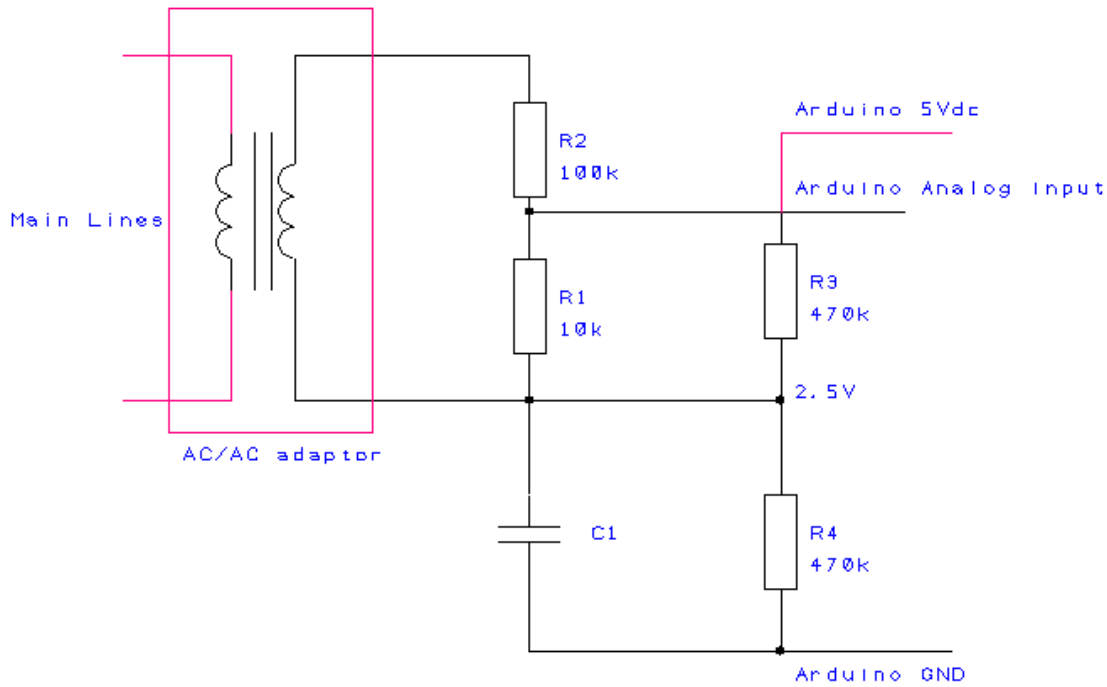 Arduino 5Vdc
R2
100k
Arduino Analog input
Main Lines
R1
10k
R3
470k
2.5V
AC/AC adaptor
C1
R4
470k
Arduino GND